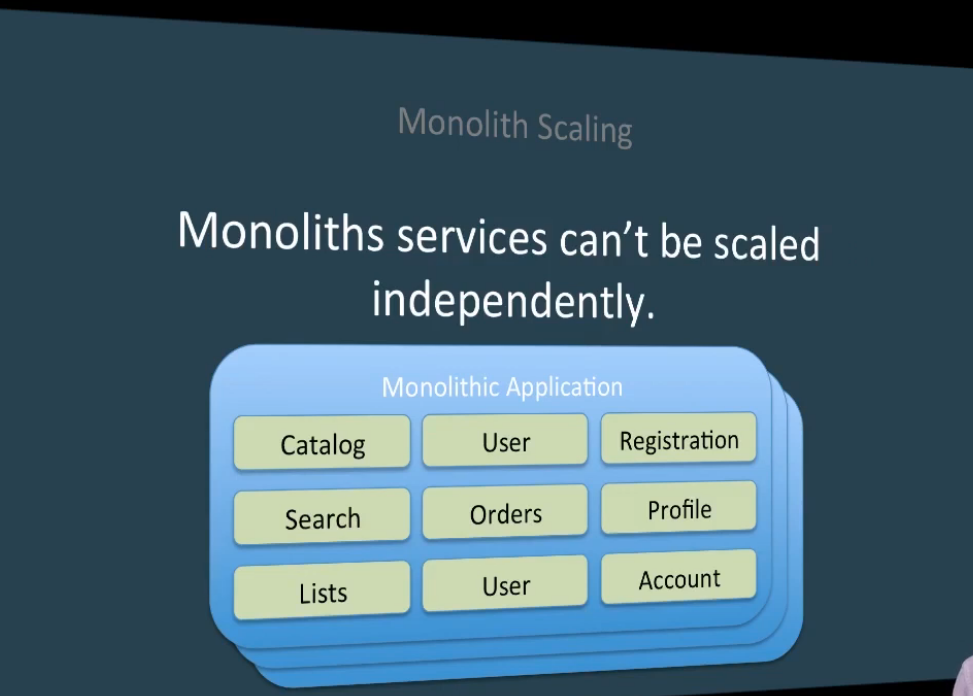 Monolith Scaling
Monoliths services can't be scaled
independently.
Monolithic Application
Catalog User Registration
Search Orders Profile
Lists User Account